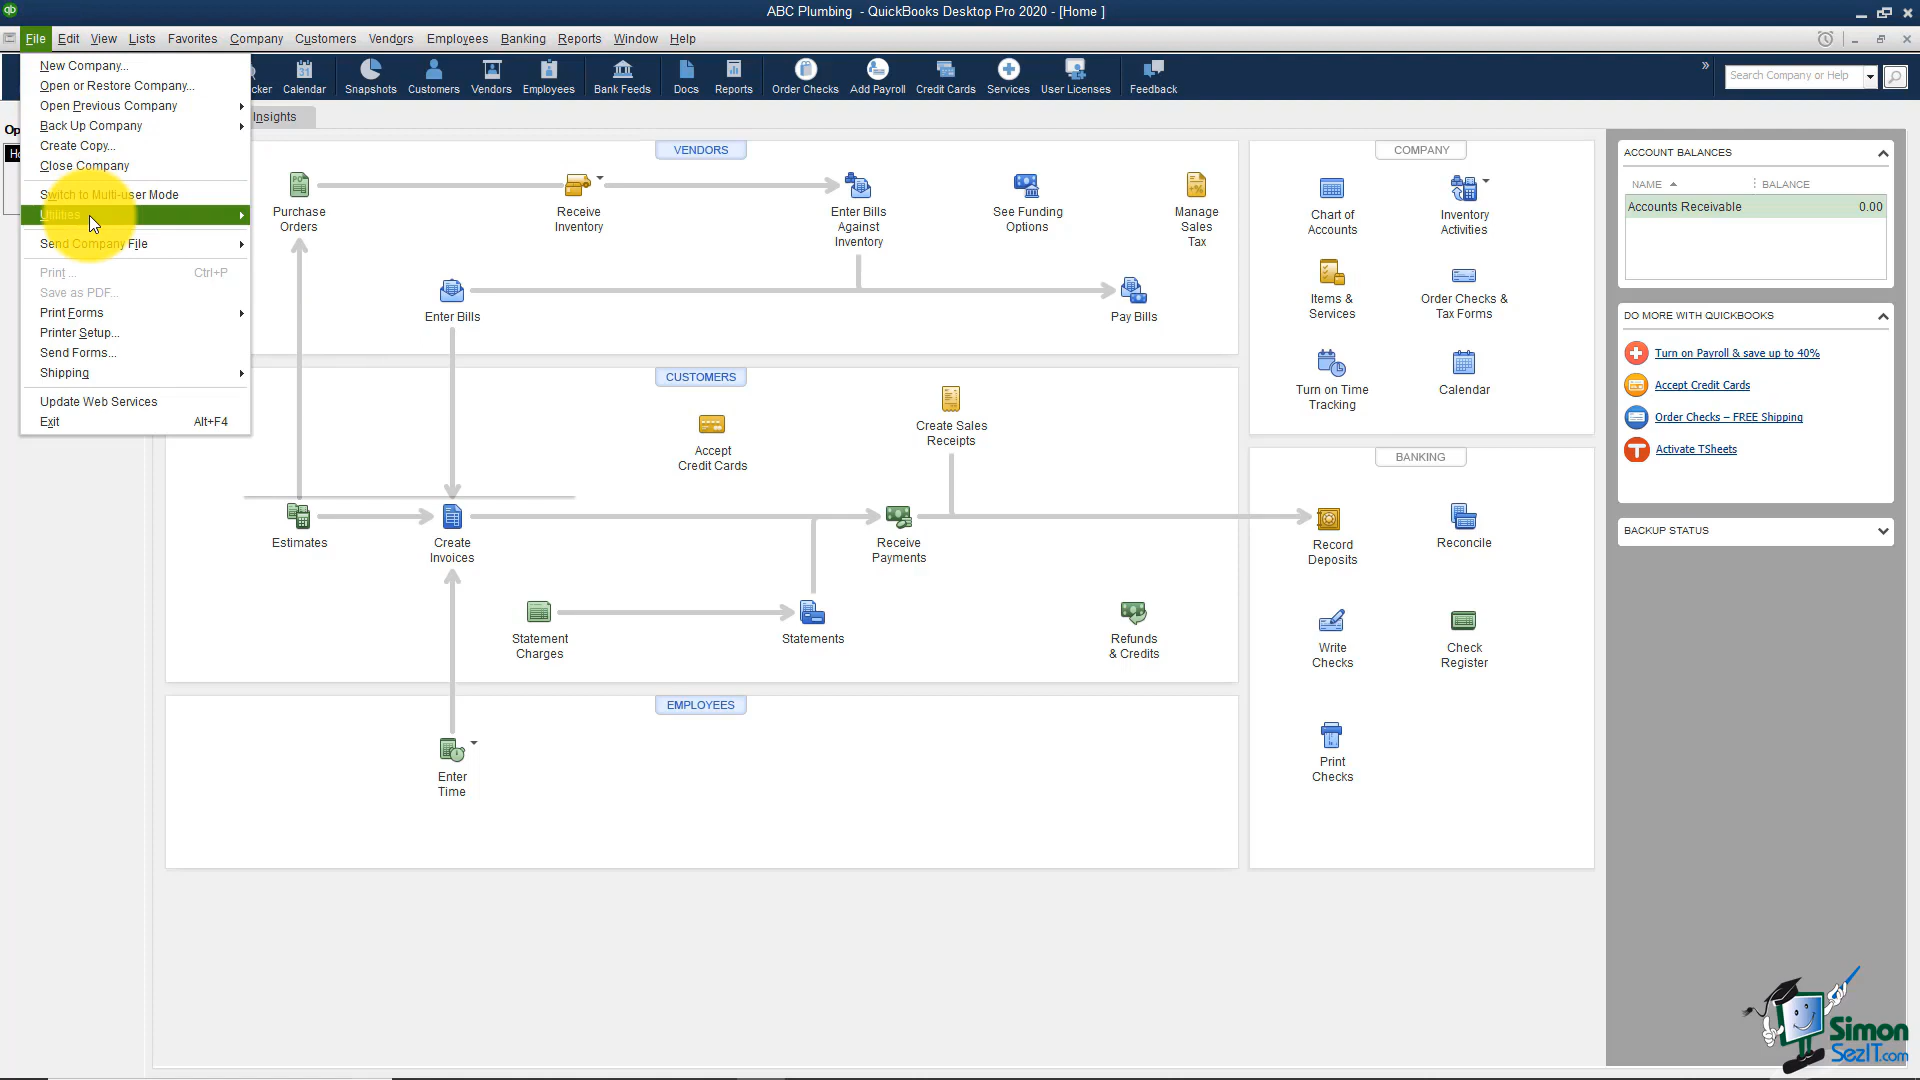 ABC Plumbing - QuickBooks Desktop Pro 2020 - [Home ]
File Edit View Lists Favorites Company Customers Vendors Employees Banking Reports Window Help
New Company...
Open or Restore Company...
Open Previous Company
Back Up Company
Create Copy...
Close Company
Switch to Multi-user Mode
Utilities
Send Company File
Print ... Ctrl+P
Save as PDF...
Print Forms
Printer Setup...
Send Forms...
Shipping
Update Web Services
Exit Alt+F4
Calendar Snapshots Customers Vendors Employees Bank Feeds Docs Reports Order Checks Add Payroll Credit Cards Services User Licenses Feedback
Search Company or Help
Insights
VENDORS
Purchase
Orders
Receive
Inventory
Enter Bills
Against
Inventory
See Funding
Options
Manage
Sales
Tax
Enter Bills
Pay Bills
CUSTOMERS
Accept
Credit Cards
Create Sales
Receipts
Estimates
Create
Invoices
Receive
Payments
Statement
Charges
Statements
Refunds
& Credits
EMPLOYEES
Enter
Time
COMPANY
Chart of
Accounts
Inventory
Activities
Items &
Services
Order Checks &
Tax Forms
Turn on Time
Tracking
Calendar
BANKING
Record
Deposits
Reconcile
Write
Checks
Check
Register
Print
Checks
ACCOUNT BALANCES
NAME BALANCE
Accounts Receivable 0.00
DO MORE WITH QUICKBOOKS
Turn on Payroll & save up to 40%
Accept Credit Cards
Order Checks – FREE Shipping
Activate TSheets
BACKUP STATUS
Simon
SezIT.com